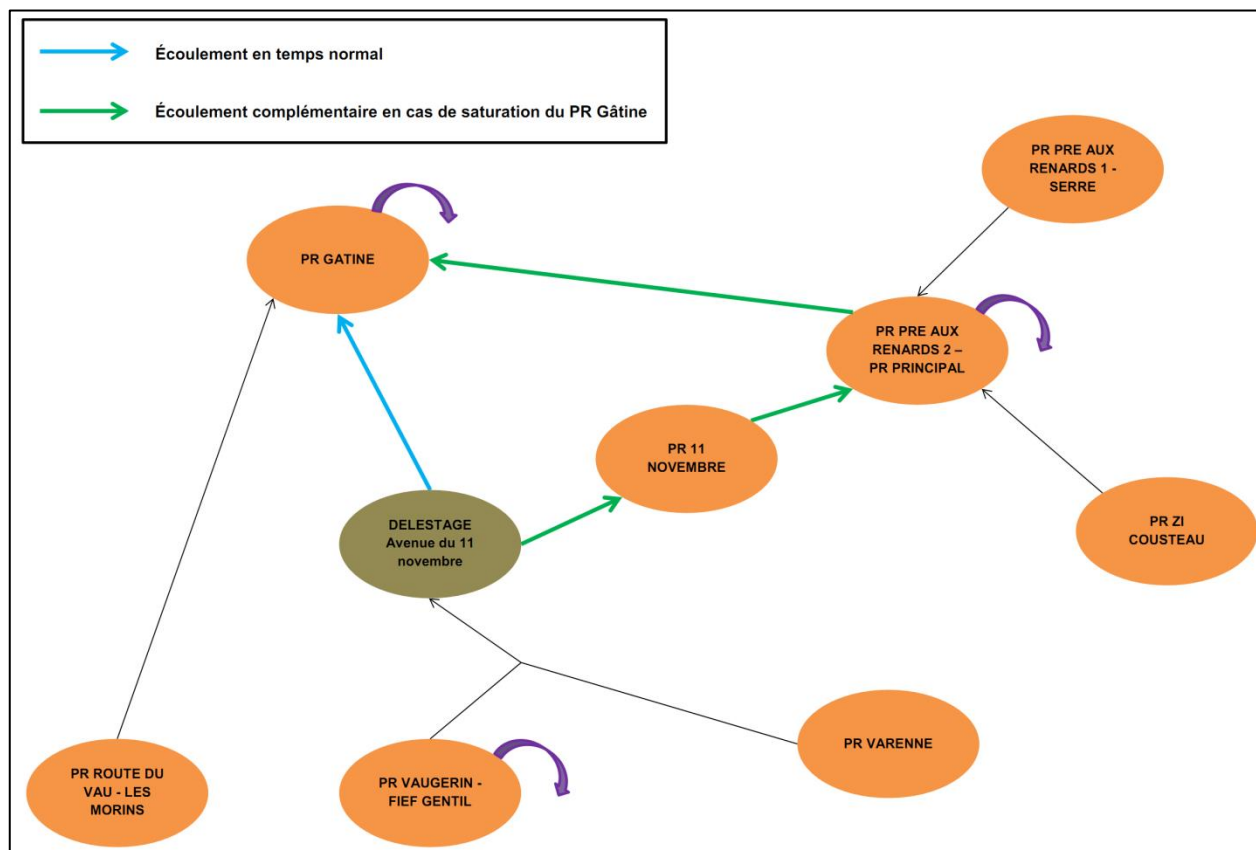 Écoulement en temps normal
Écoulement complémentaire en cas de saturation du PR Gâtine
PR PRE AUX
RENARDS 1 -
SERRE
PR GATINE
PR PRE AUX
RENARDS 2 –
PR PRINCIPAL
PR 11
NOVEMBRE
DELESTAGE
Avenue du 11
novembre
PR ZI
COUSTEAU
PR VARENNE
PR ROUTE DU
VAU - LES
MORINS
PR VAUGERIN -
FIEF GENTIL